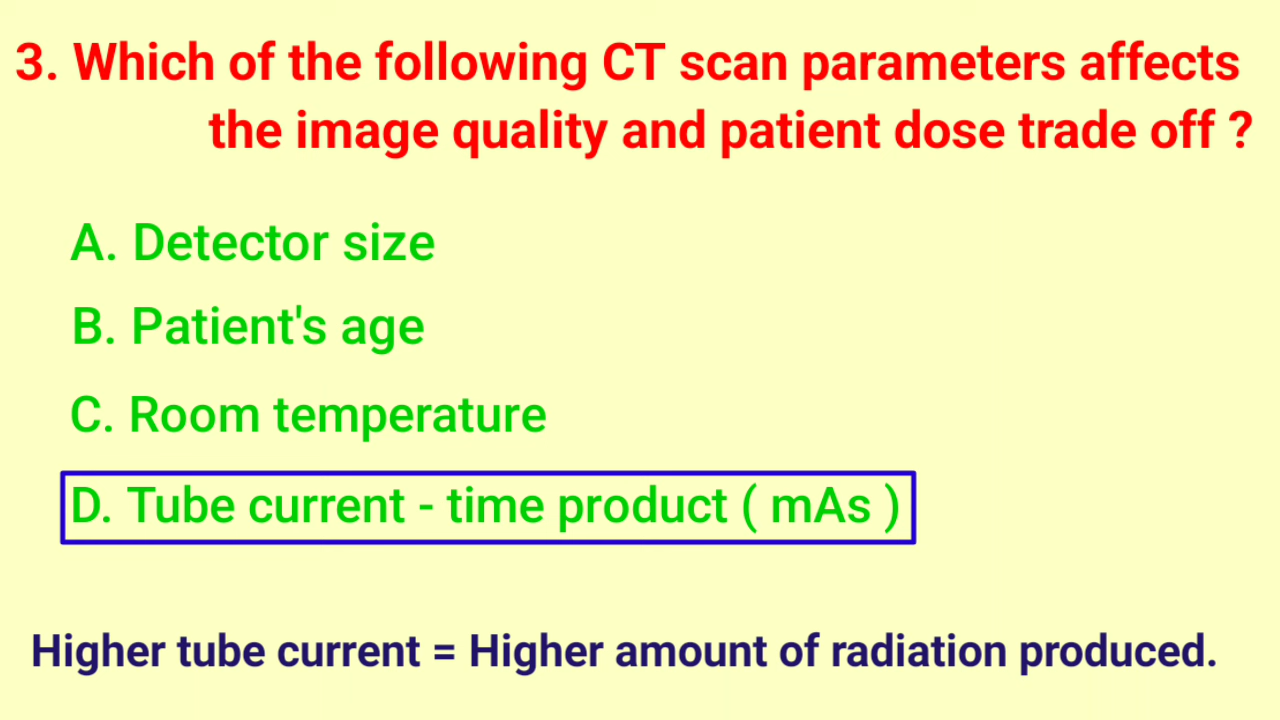 3. Which of the following CT scan parameters affects
the image quality and patient dose trade off ?
A. Detector size
B. Patient's age
C. Room temperature
D. Tube current - time product ( mAs )
Higher tube current = Higher amount of radiation produced.